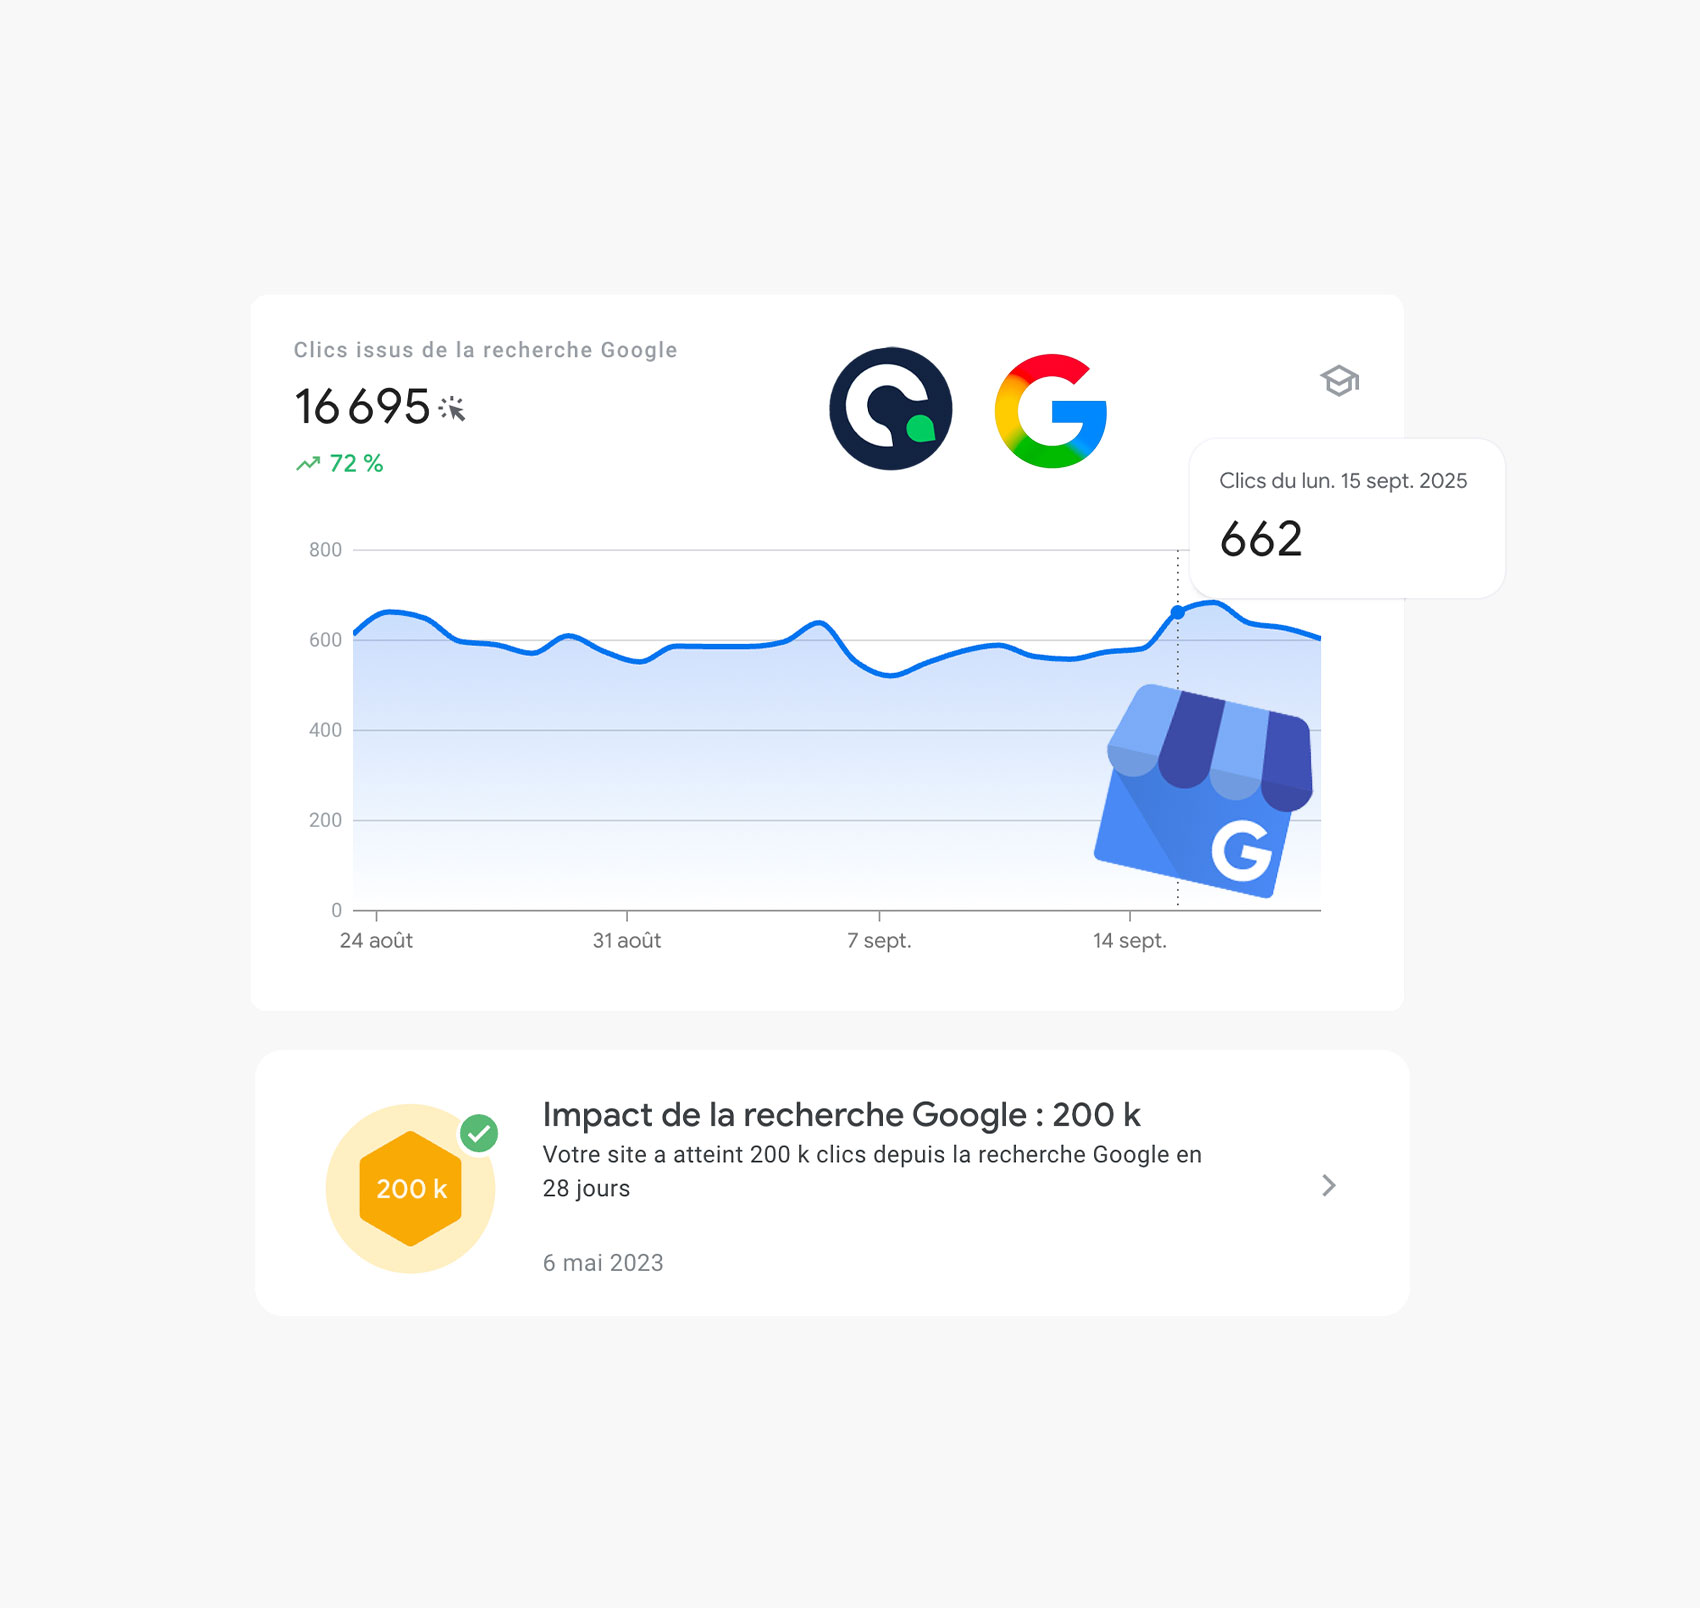 Clics issus de la recherche Google
16 695
72 %
Clics du lun. 15 sept. 2025
662
800
600
400
200
0
24 août
31 août
7 sept.
14 sept.
G
200 k
Impact de la recherche Google : 200 k
Votre site a atteint 200 k clics depuis la recherche Google en
28 jours
6 mai 2023